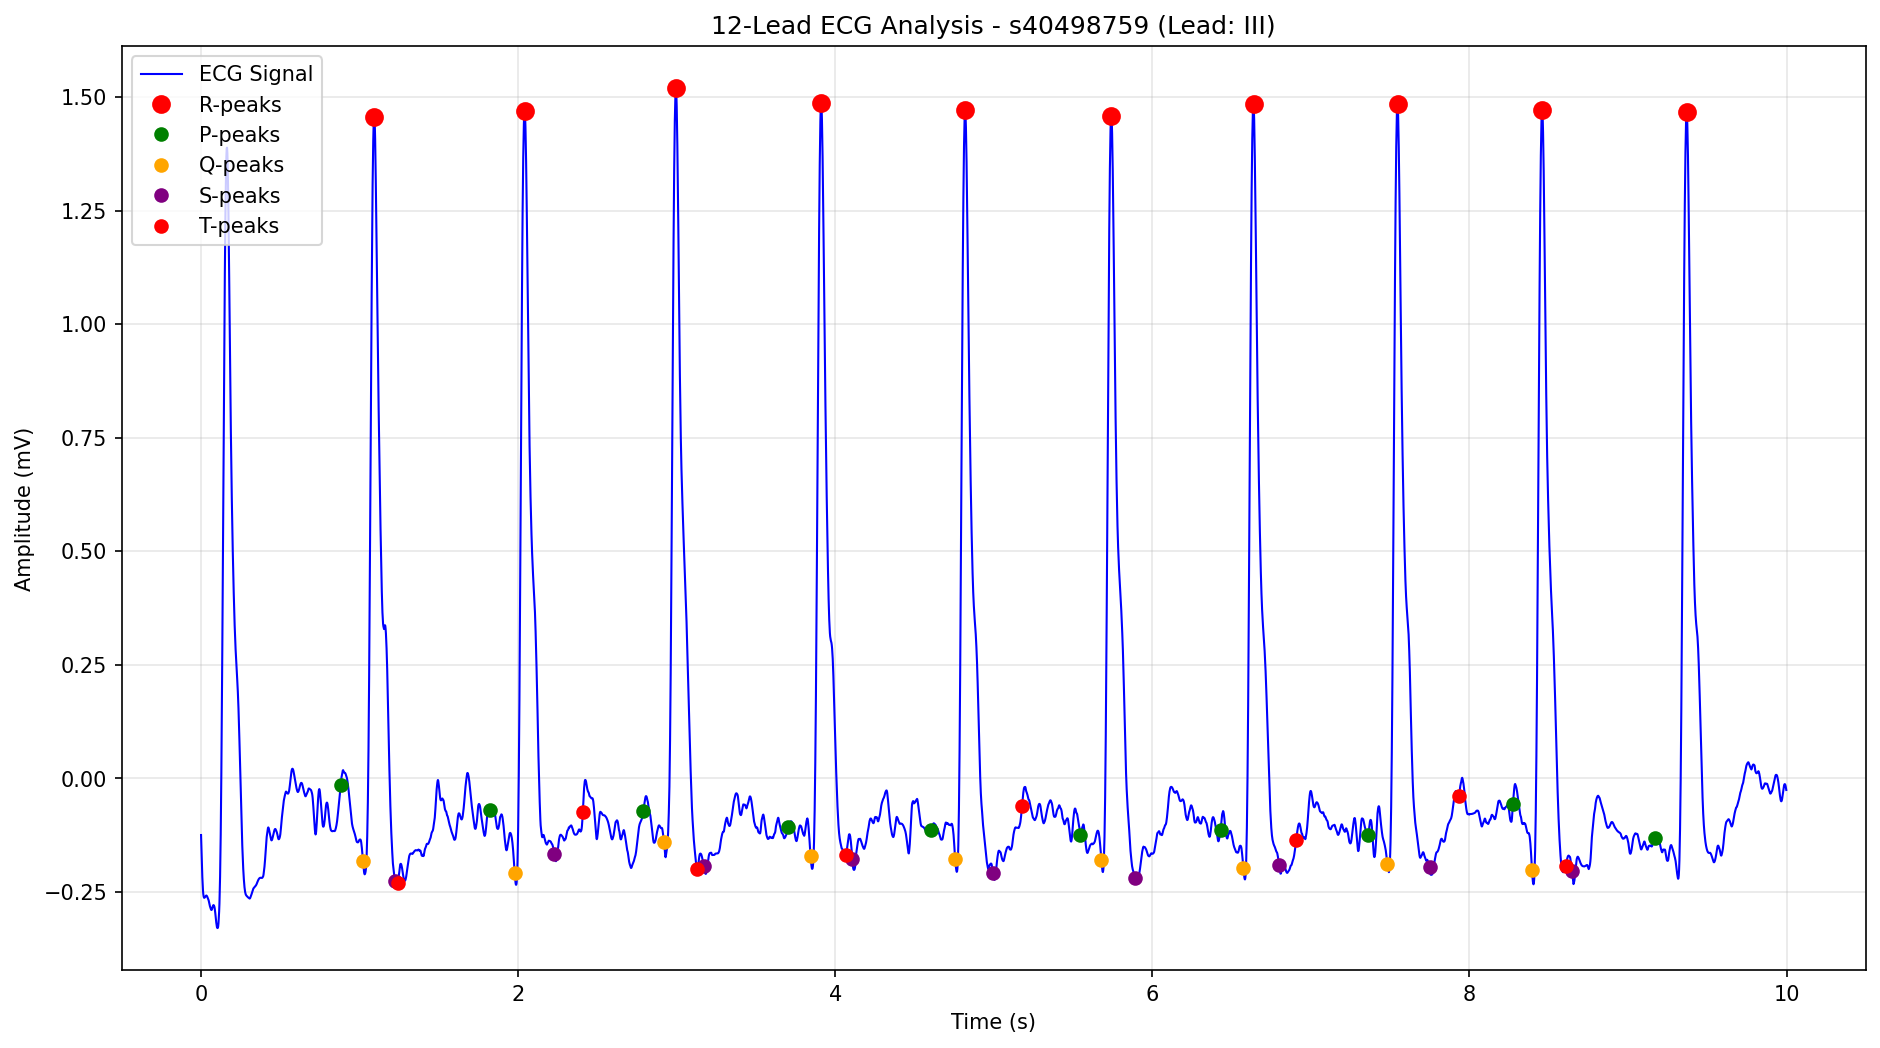 12-Lead ECG Analysis - s40498759 (Lead: III)
ECG Signal
R-peaks
P-peaks
Q-peaks
S-peaks
T-peaks
1.50
1.25
1.00
0.75
0.50
0.25
0.00
−0.25
Amplitude (mV)
0 2 4 6 8 10
Time (s)